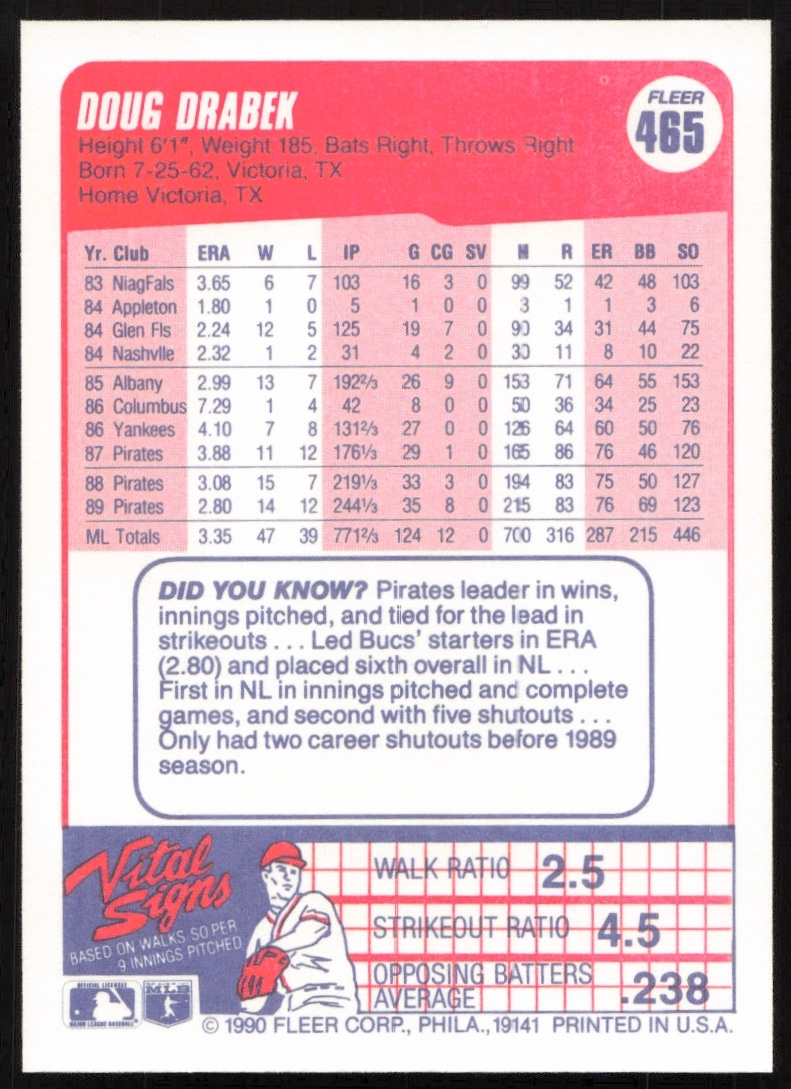 DOUG DRABEK
FLEER
465
Height 6'1", Weight 185, Bats Right, Throws Right
Born 7-25-62, Victoria, TX
Home Victoria, TX
Yr. Club ERA W L IP G CG SV H R ER BB SO
83 NiagFals 3.65 6 7 103 16 3 0 99 52 42 48 103
84 Appleton 1.80 1 0 5 1 0 0 3 1 1 3 6
84 Glen Fls 2.24 12 5 125 19 7 0 90 34 31 44 75
84 Nashvlle 2.32 1 2 31 4 2 0 30 11 8 10 22
85 Albany 2.99 13 7 192⅔ 26 9 0 153 71 64 55 153
86 Columbus 7.29 1 4 42 8 0 0 50 36 34 25 23
86 Yankees 4.10 7 8 131⅔ 27 0 0 126 64 60 50 76
87 Pirates 3.88 11 12 176⅓ 29 1 0 165 86 76 46 120
88 Pirates 3.08 15 7 219⅓ 33 3 0 194 83 75 50 127
89 Pirates 2.80 14 12 244⅓ 35 8 0 215 83 76 69 123
ML Totals 3.35 47 39 771⅔ 124 12 0 700 316 287 215 446
DID YOU KNOW? Pirates leader in wins,
innings pitched, and tied for the lead in
strikeouts . . . Led Bucs' starters in ERA
(2.80) and placed sixth overall in NL . . .
First in NL in innings pitched and complete
games, and second with five shutouts . . .
Only had two career shutouts before 1989
season.
Vital
Signs
BASED ON WALKS, SO PER
9 INNINGS PITCHED
WALK RATIO 2.5
STRIKEOUT RATIO 4.5
OPPOSING BATTERS
AVERAGE .238
OFFICIAL LICENSEE
MAJOR LEAGUE BASEBALL
© 1990 FLEER CORP., PHILA., 19141 PRINTED IN U.S.A.